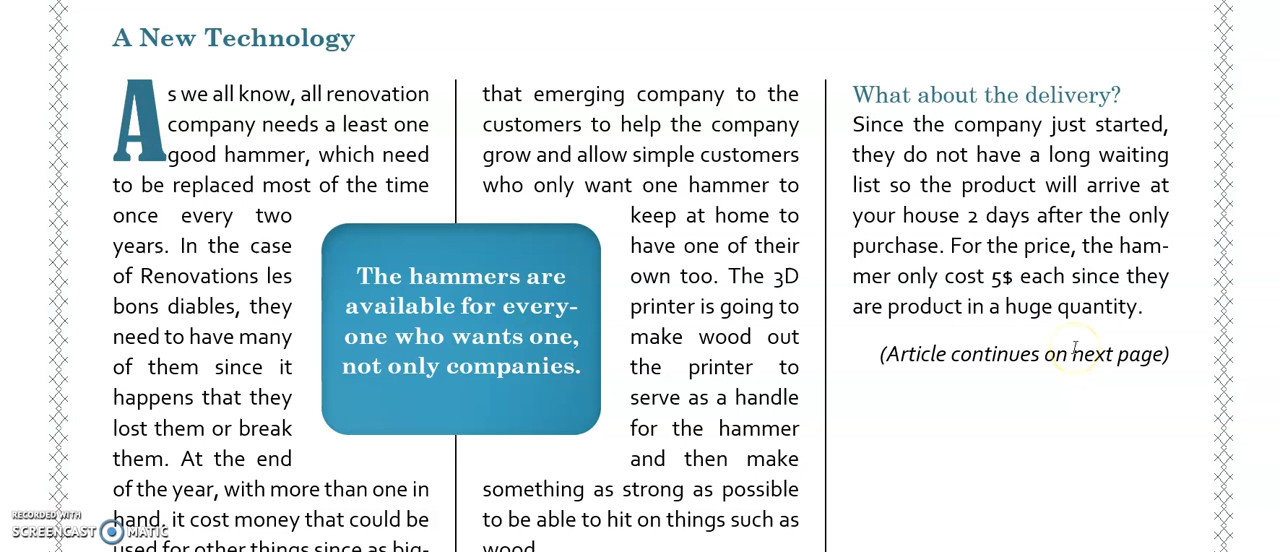 A New Technology
As we all know, all renovation
company needs a least one
good hammer, which need
to be replaced most of the time
once every two
years. In the case
of Renovations les
bons diables, they
need to have many
of them since it
happens that they
lost them or break
them. At the end
of the year, with more than one in
hand, it cost money that could be
used for other things since as big-
The hammers are
available for every-
one who wants one,
not only companies.
that emerging company to the
customers to help the company
grow and allow simple customers
who only want one hammer to
keep at home to
have one of their
own too. The 3D
printer is going to
make wood out
the printer to
serve as a handle
for the hammer
and then make
something as strong as possible
to be able to hit on things such as
wood
What about the delivery?
Since the company just started,
they do not have a long waiting
list so the product will arrive at
your house 2 days after the only
purchase. For the price, the ham-
mer only cost 5$ each since they
are product in a huge quantity.
(Article continues on next page)
RECORDED WITH
SCREENCAST MATIC